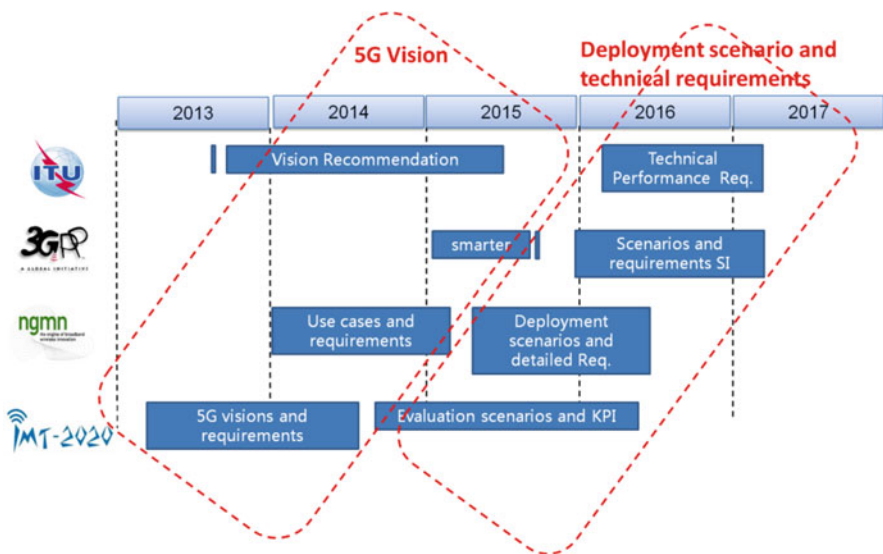 5G Vision
Deployment scenario and
technical requirements
2013
2014
2015
2016
2017
ITU
Vision Recommendation
Technical
Performance Req.
3GPP
A GLOBAL INITIATIVE
smarter
Scenarios and
requirements SI
ngmn
Use cases and
requirements
Deployment
scenarios and
detailed Req.
IMT-2020
5G visions and
requirements
Evaluation scenarios and KPI